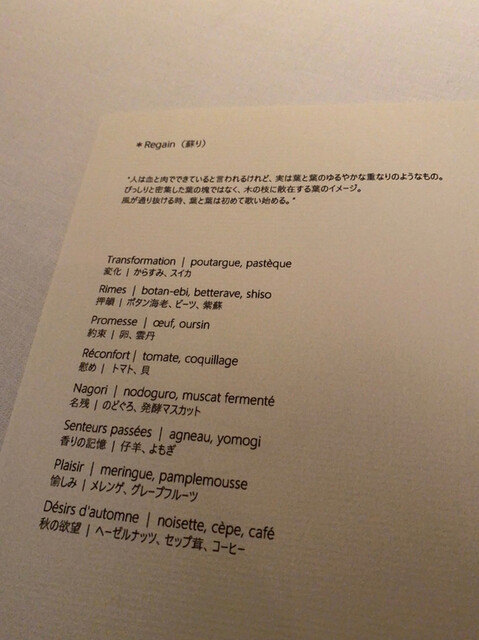 * Regain（蘇り）
"人は血と肉でできていると言われるけれど、実は葉と葉のゆるやかな重なりのようなもの。
びっしりと密集した葉の塊ではなく、木の枝に散在する葉のイメージ。
風が通り抜ける時、葉と葉は初めて歌い始める。"
Transformation | poutargue, pastèque
変化 | からすみ、スイカ
Rimes | botan-ebi, betterave, shiso
押韻 | ボタン海老、ビーツ、紫蘇
Promesse | œuf, oursin
約束 | 卵、雲丹
Réconfort | tomate, coquillage
慰め | トマト、貝
Nagori | nodoguro, muscat fermenté
名残 | のどぐろ、発酵マスカット
Senteurs passées | agneau, yomogi
香りの記憶 | 仔羊、よもぎ
Plaisir | meringue, pamplemousse
愉しみ | メレンゲ、グレープフルーツ
Désirs d'automne | noisette, cèpe, café
秋の欲望 | ヘーゼルナッツ、セップ茸、コーヒー